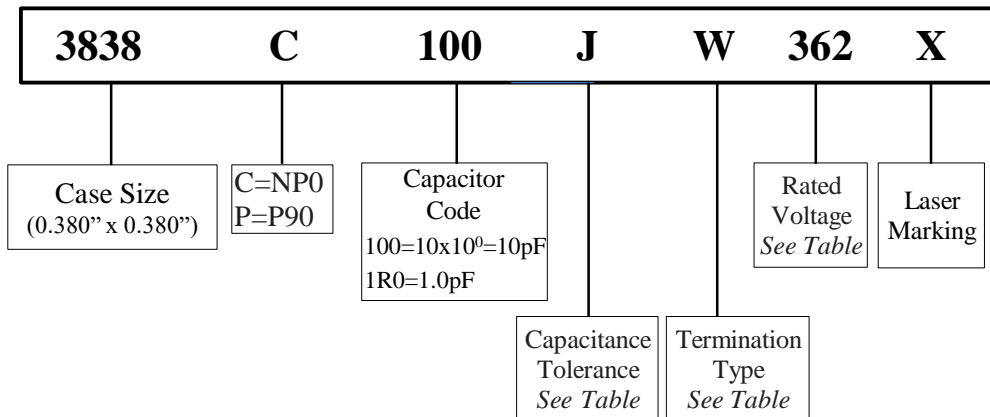 3838 C 100 J W 362 X
Case Size
(0.380” x 0.380”)
C=NP0
P=P90
Capacitor
Code
100=10x10⁰=10pF
1R0=1.0pF
Rated
Voltage
See Table
Laser
Marking
Capacitance
Tolerance
See Table
Termination
Type
See Table